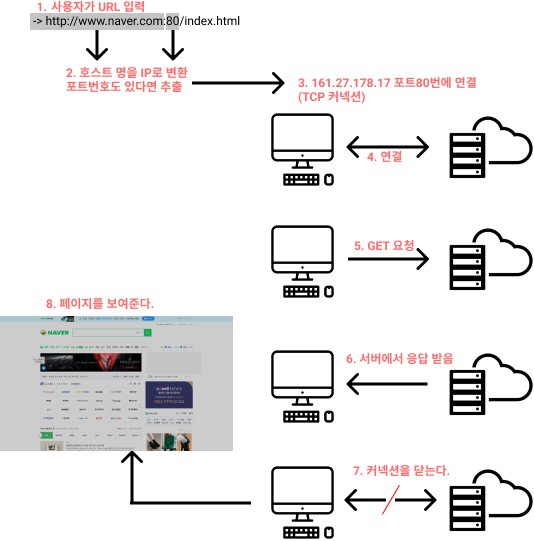 1. 사용자가 URL 입력
-> http://www.naver.com:80/index.html
2. 호스트 명을 IP로 변환
포트번호도 있다면 추출
3. 161.27.178.17 포트80번에 연결
(TCP 커넥션)
4. 연결
5. GET 요청
8. 페이지를 보여준다.
NAVER
6. 서버에서 응답 받음
7. 커넥션을 닫는다.